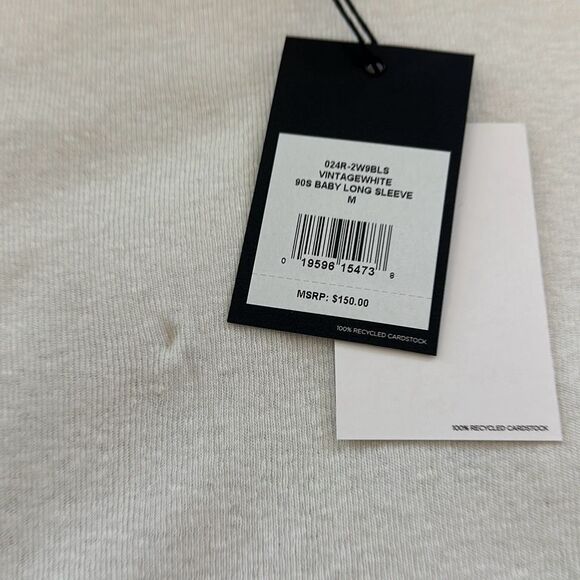 024R-2W9BLS
VINTAGEWHITE
90S BABY LONG SLEEVE
M
0 19596 15473 8
MSRP: $150.00
100% RECYCLED CARDSTOCK
100% RECYCLED CARDSTOCK